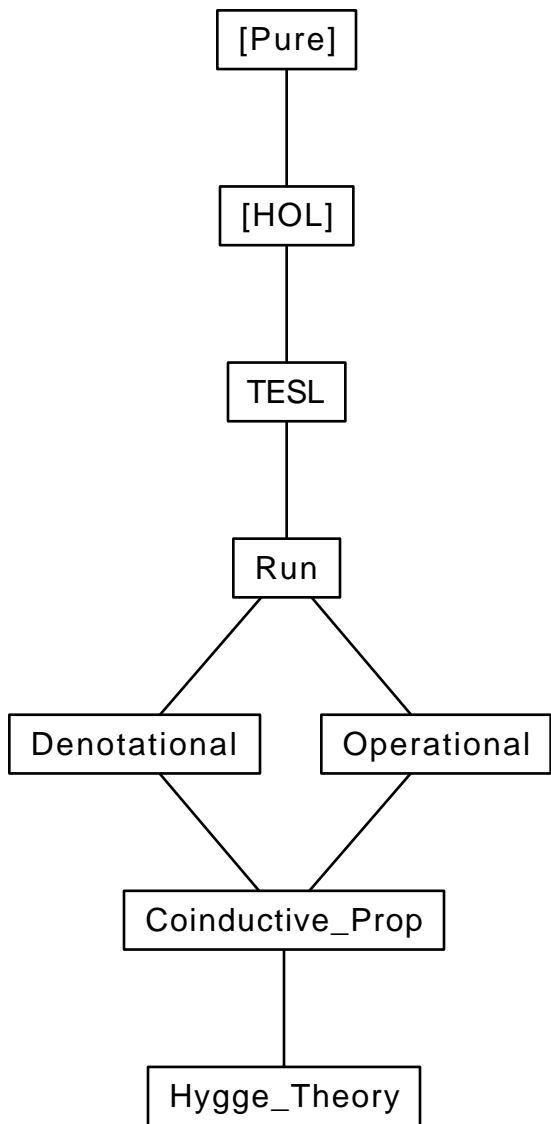 [Pure]
[HOL]
TESL
Run
Denotational
Operational
Coinductive_Prop
Hygge_Theory